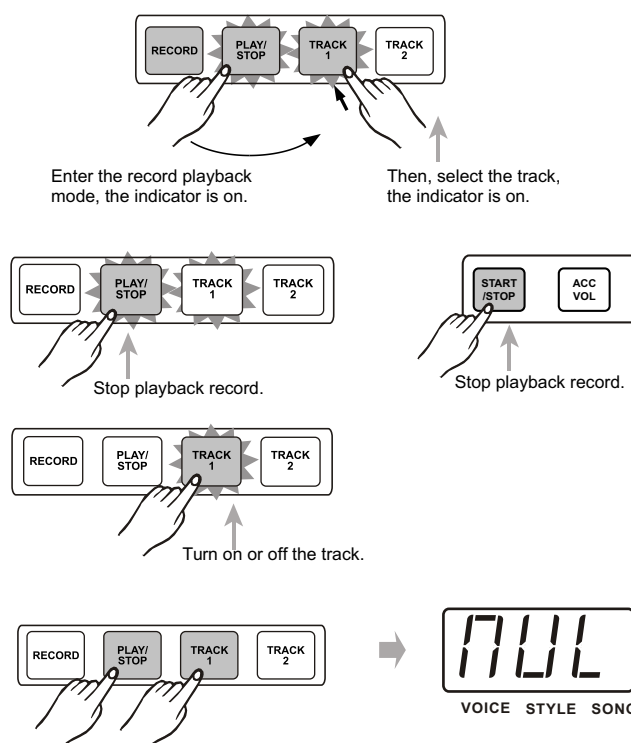 RECORD
PLAY/
STOP
TRACK
1
TRACK
2
Enter the record playback
mode, the indicator is on.
Then, select the track,
the indicator is on.
RECORD
PLAY/
STOP
TRACK
1
TRACK
2
Stop playback record.
START
/STOP
ACC
VOL
Stop playback record.
RECORD
PLAY/
STOP
TRACK
1
TRACK
2
Turn on or off the track.
RECORD
PLAY/
STOP
TRACK
1
TRACK
2
NUL
VOICE STYLE SONG